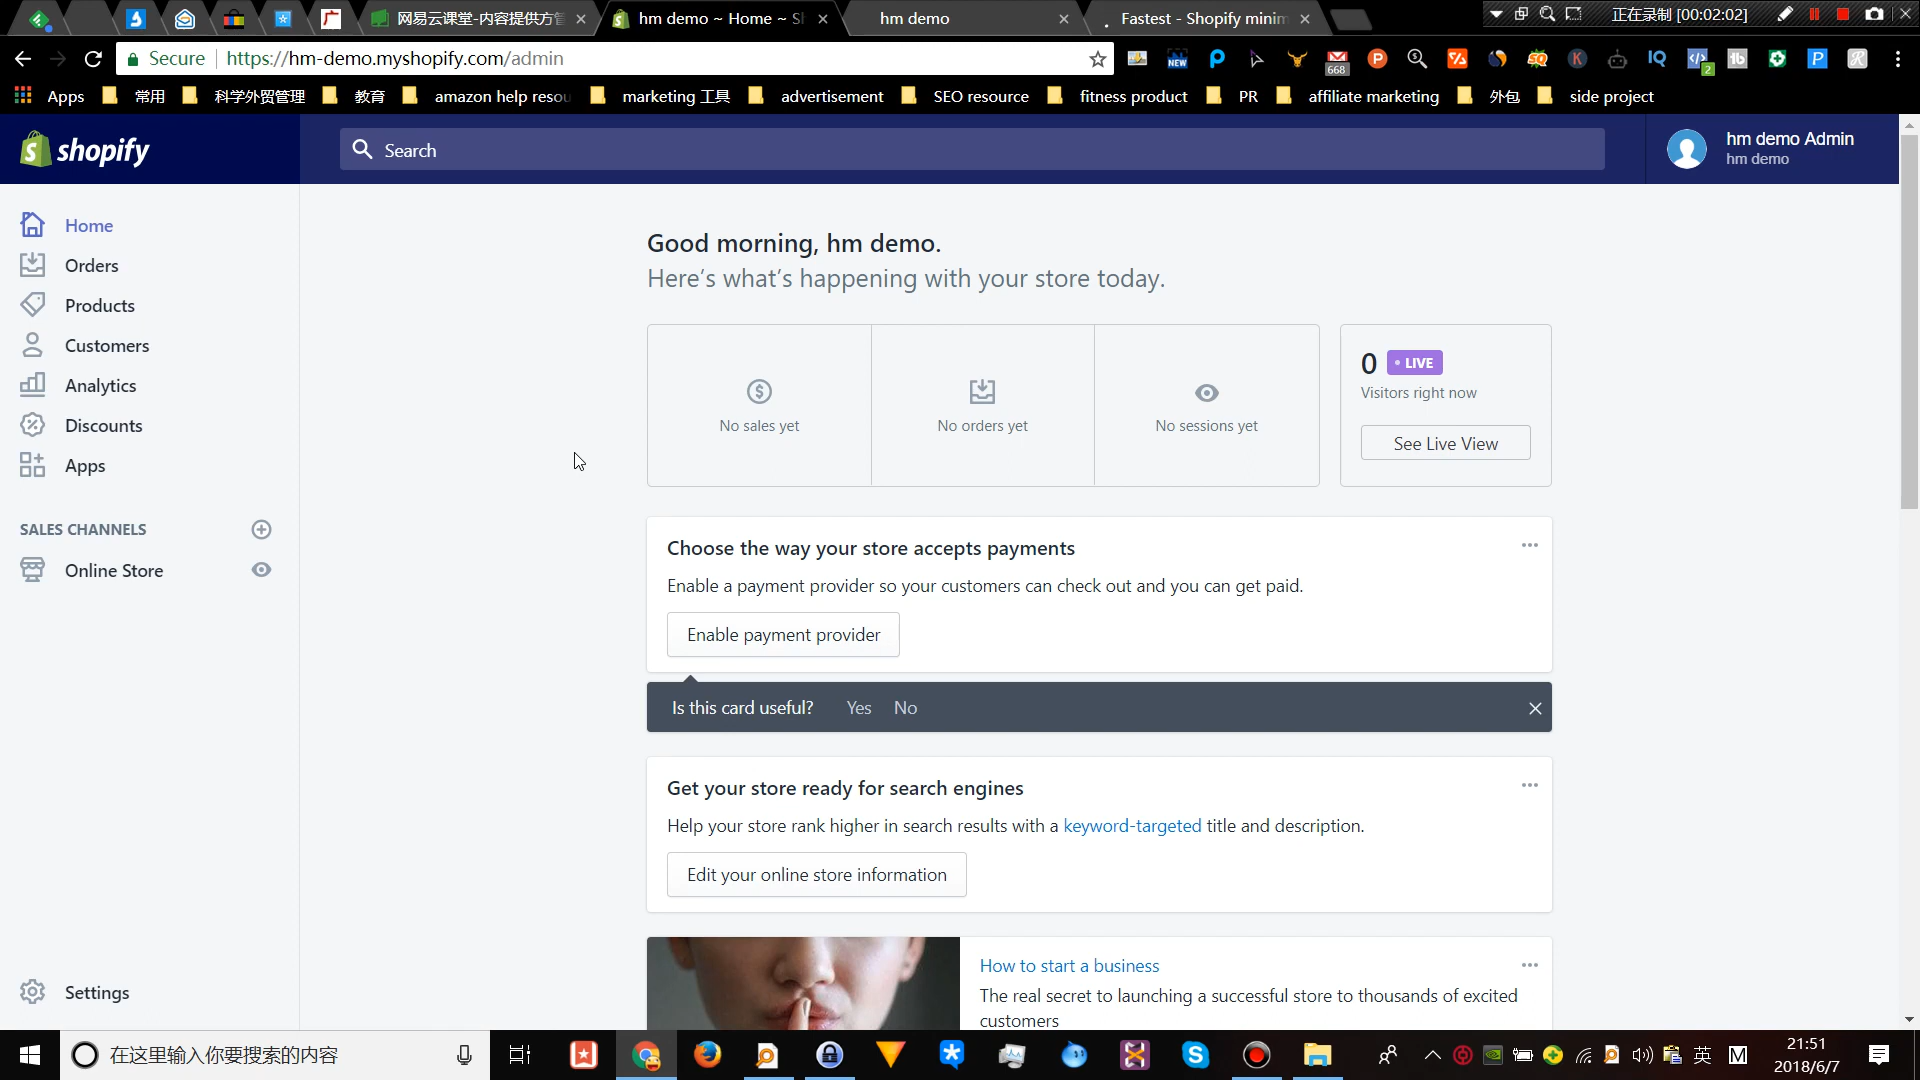 网易云课堂-内容提供方管
hm demo ~ Home ~ Sh
hm demo
Fastest - Shopify minim
正在录制 [00:02:02]
Secure
https://hm-demo.myshopify.com/admin
NEW
668
2
Apps
常用
科学外贸管理
教育
amazon help resou
marketing 工具
advertisement
SEO resource
fitness product
PR
affiliate marketing
外包
side project
shopify
Search
hm demo Admin
hm demo
Home
Orders
Products
Customers
Analytics
Discounts
Apps
SALES CHANNELS
Online Store
Settings
Good morning, hm demo.
Here's what's happening with your store today.
No sales yet
No orders yet
No sessions yet
0 • LIVE
Visitors right now
See Live View
Choose the way your store accepts payments
Enable a payment provider so your customers can check out and you can get paid.
Enable payment provider
Is this card useful? Yes No
Get your store ready for search engines
Help your store rank higher in search results with a keyword-targeted title and description.
Edit your online store information
How to start a business
The real secret to launching a successful store to thousands of excited
customers
在这里输入你要搜索的内容
英
M
21:51
2018/6/7